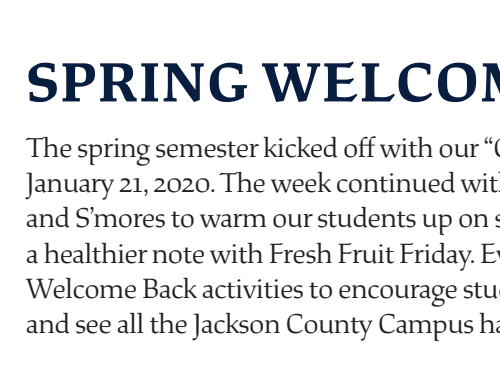 SPRING WELCOM
The spring semester kicked off with our “
January 21, 2020. The week continued with
and S’mores to warm our students up on s
a healthier note with Fresh Fruit Friday. Ev
Welcome Back activities to encourage stu
and see all the Jackson County Campus ha